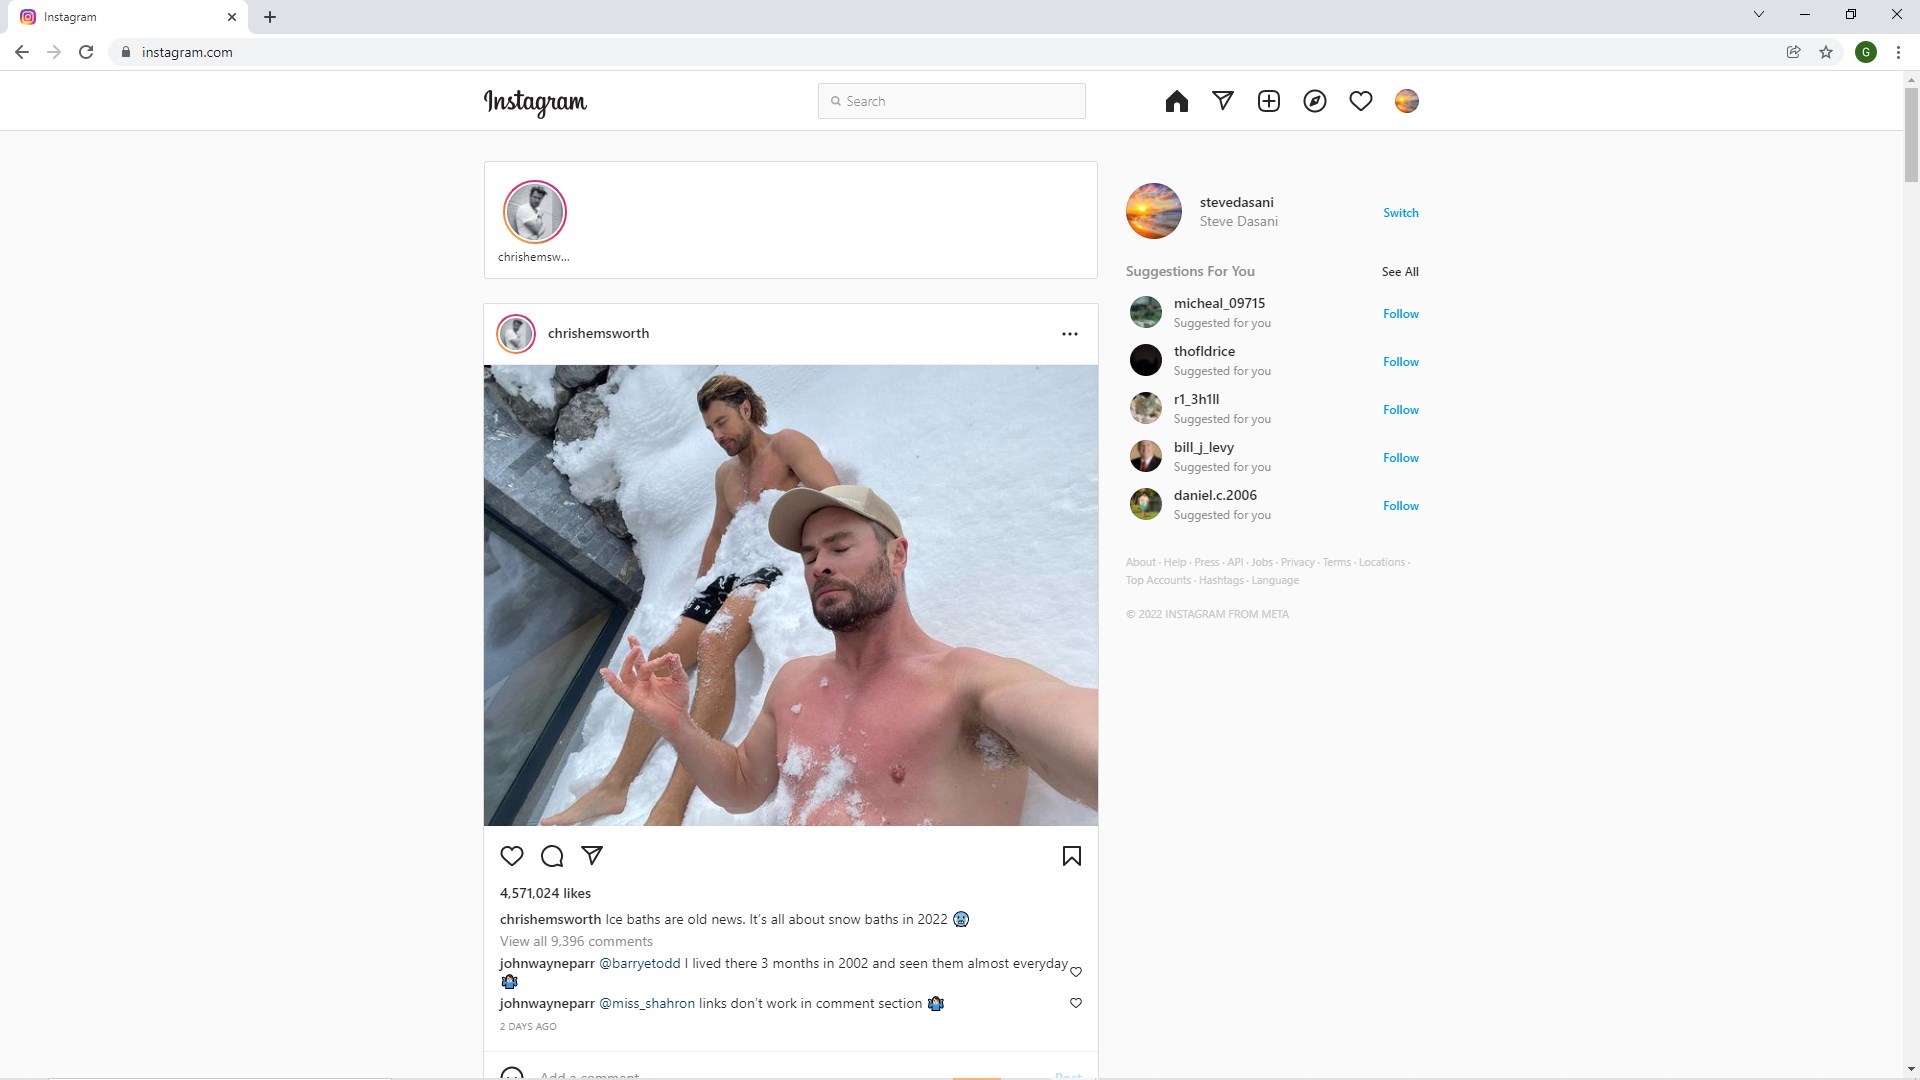 Instagram
instagram.com
G
Instagram
Search
chrishemsw...
chrishemsworth
4,571,024 likes
chrishemsworth Ice baths are old news. It's all about snow baths in 2022 🥶
View all 9,396 comments
johnwayneparr @barryetodd I lived there 3 months in 2002 and seen them almost everyday
johnwayneparr @miss_shahron links don't work in comment section
2 DAYS AGO
Add a comment
Post
stevedasani
Steve Dasani
Switch
Suggestions For You
See All
micheal_09715
Suggested for you
Follow
thofldrice
Suggested for you
Follow
r1_3h1ll
Suggested for you
Follow
bill_j_levy
Suggested for you
Follow
daniel.c.2006
Suggested for you
Follow
About · Help · Press · API · Jobs · Privacy · Terms · Locations ·
Top Accounts · Hashtags · Language
© 2022 INSTAGRAM FROM META